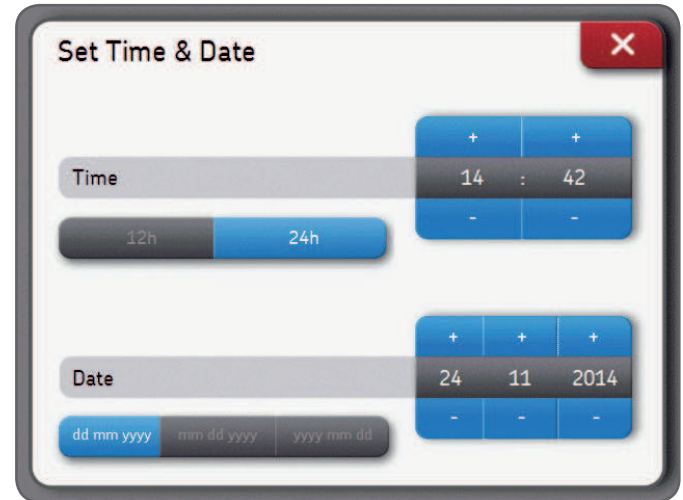 Set Time & Date
+ +
Time 14 : 42
- -
12h 24h
+ + +
Date 24 11 2014
- - -
dd mm yyyy mm dd yyyy yyyy mm dd